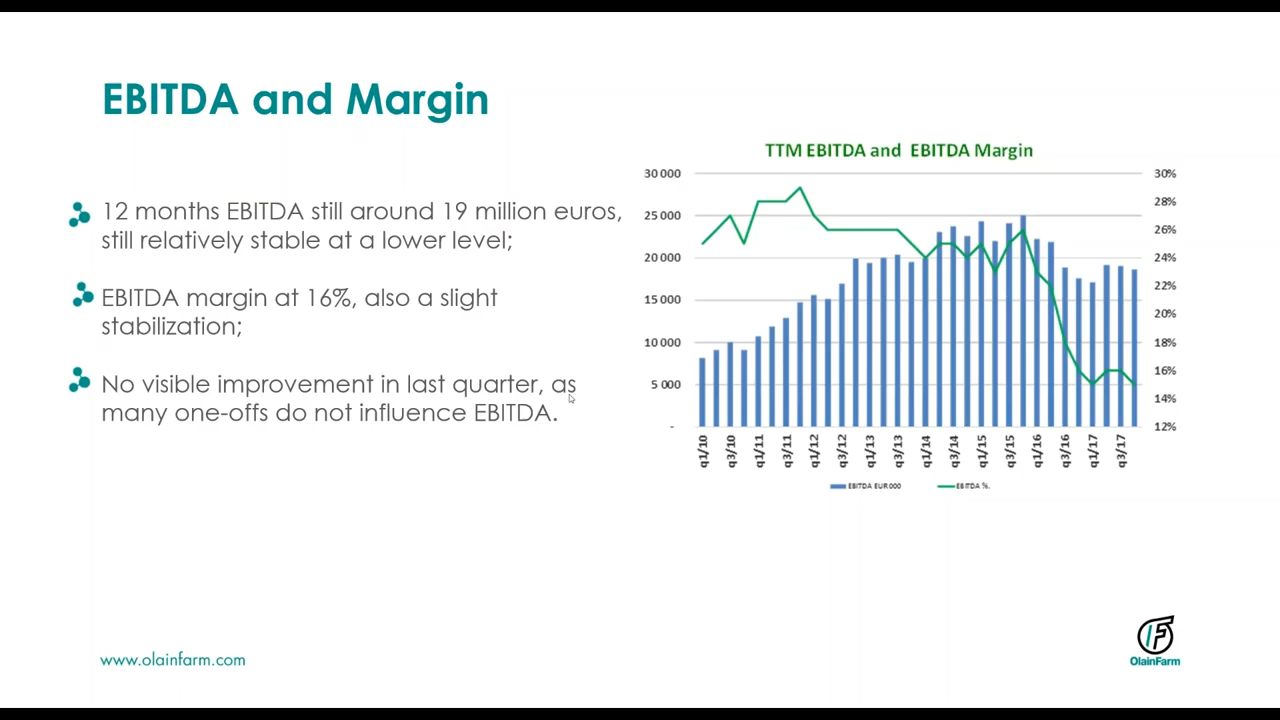 EBITDA and Margin
12 months EBITDA still around 19 million euros,
still relatively stable at a lower level;
EBITDA margin at 16%, also a slight
stabilization;
No visible improvement in last quarter, as
many one-offs do not influence EBITDA.
TTM EBITDA and EBITDA Margin
30 000
25 000
20 000
15 000
10 000
5 000
-
30%
28%
26%
24%
22%
20%
18%
16%
14%
12%
q1/10
q3/10
q1/11
q3/11
q1/12
q3/12
q1/13
q3/13
q1/14
q3/14
q1/15
q3/15
q1/16
q3/16
q1/17
q3/17
EBITDA EUR 000
EBITDA %.
www.olainfarm.com
OlainFarm